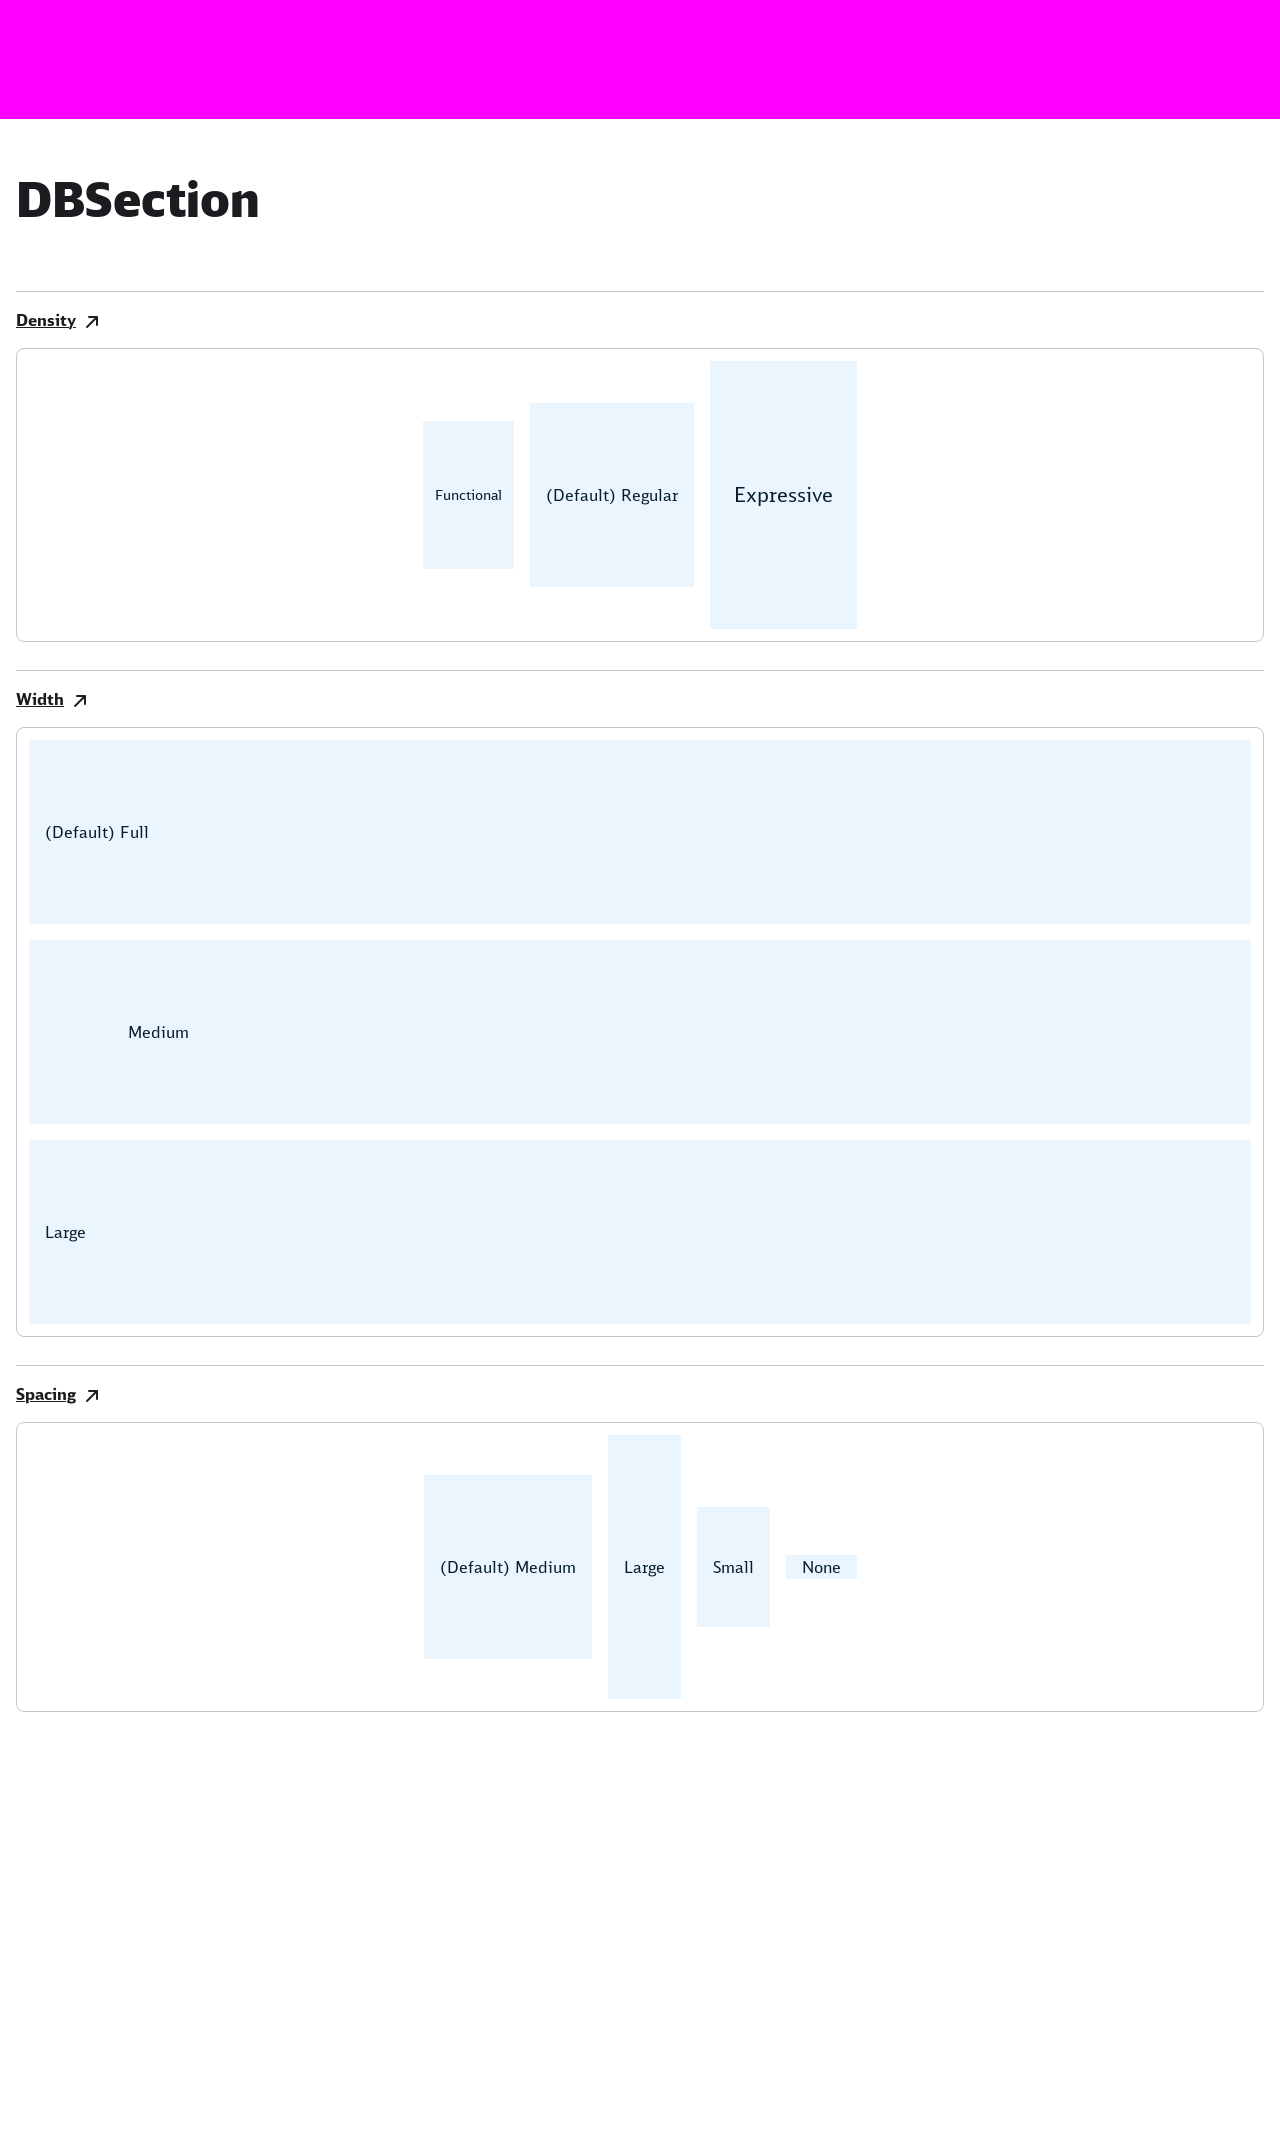 DBSection
Density
Functional
(Default) Regular
Expressive
Width
(Default) Full
Medium
Large
Spacing
(Default) Medium
Large
Small
None